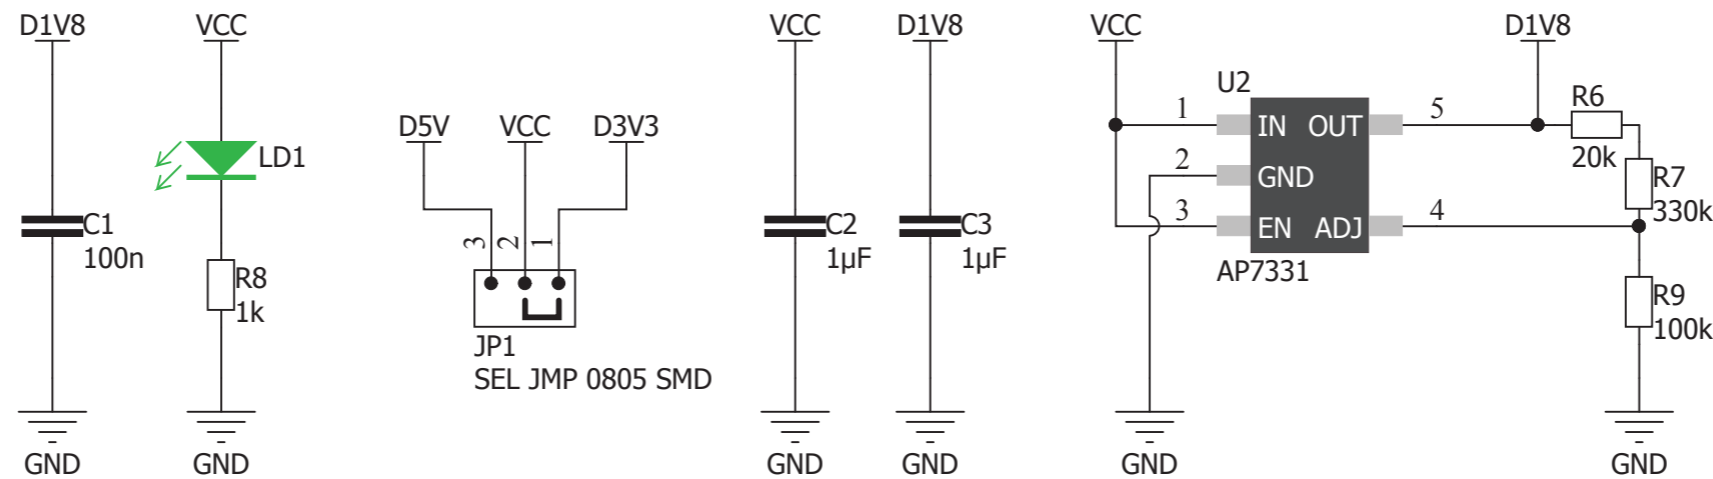 D1V8
C1
100n
GND
VCC
LD1
R8
1k
GND
D5V
VCC
D3V3
3
2
1
JP1
SEL JMP 0805 SMD
VCC
C2
1µF
GND
D1V8
C3
1µF
GND
VCC
U2
1
IN
OUT
5
2
GND
3
EN
ADJ
4
AP7331
GND
D1V8
R6
20k
R7
330k
R9
100k
GND